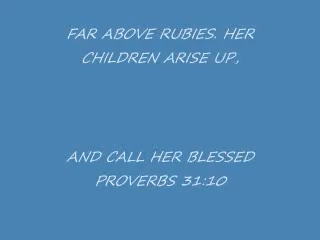 FAR ABOVE RUBIES. HER
CHILDREN ARISE UP,
AND CALL HER BLESSED
PROVERBS 31:10